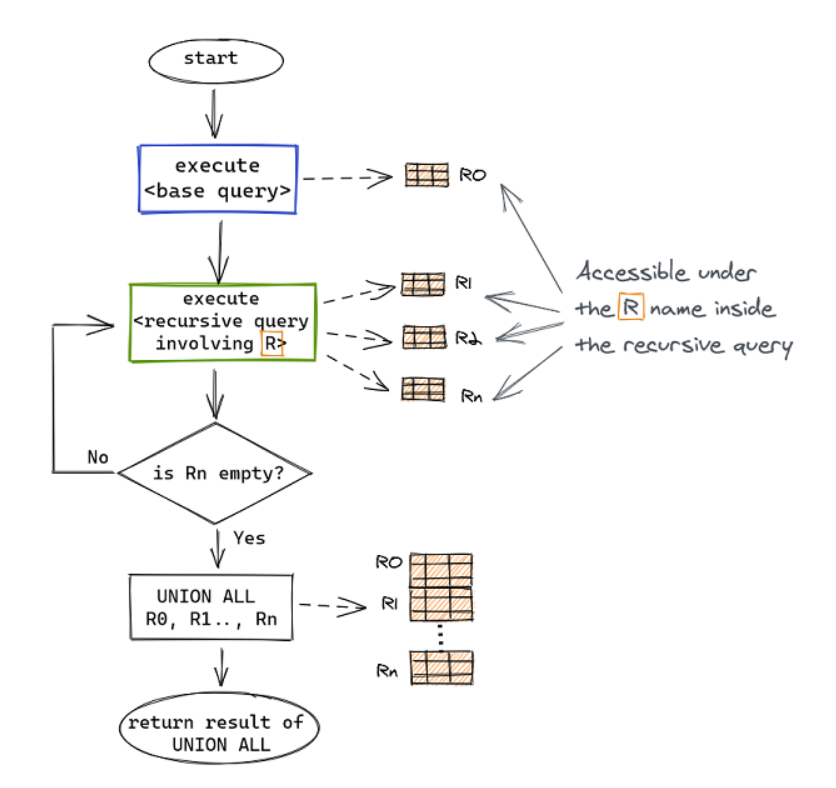 start
execute
<base query>
R0
Accessible under
the R name inside
the recursive query
execute
<recursive query
involving R>
R1
R2
Rn
No
is Rn empty?
Yes
UNION ALL
R0, R1.., Rn
R0
R1
Rn
return result of
UNION ALL